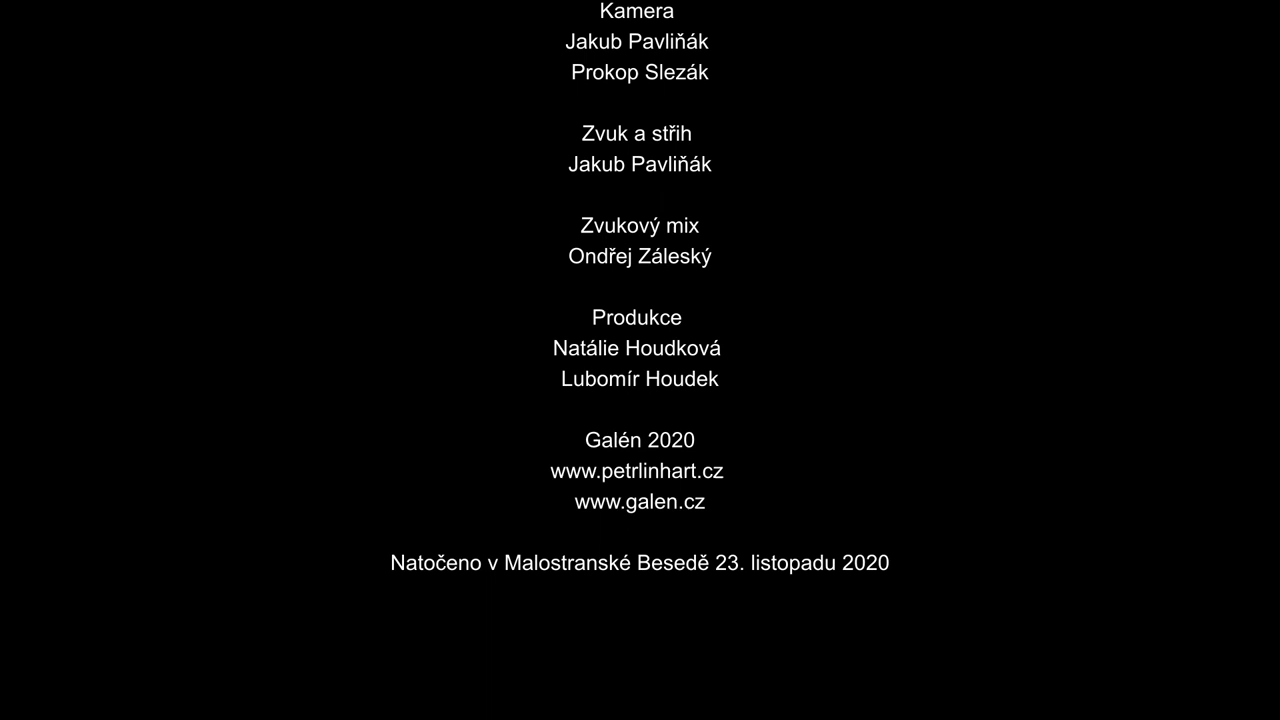 Kamera
Jakub Pavliňák
Prokop Slezák
Zvuk a střih
Jakub Pavliňák
Zvukový mix
Ondřej Záleský
Produkce
Natálie Houdková
Lubomír Houdek
Galén 2020
www.petrlinhart.cz
www.galen.cz
Natočeno v Malostranské Besedě 23. listopadu 2020